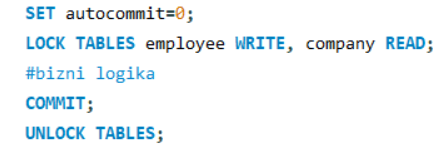 SET autocommit=0;
LOCK TABLES employee WRITE, company READ;
#bizni logika
COMMIT;
UNLOCK TABLES;